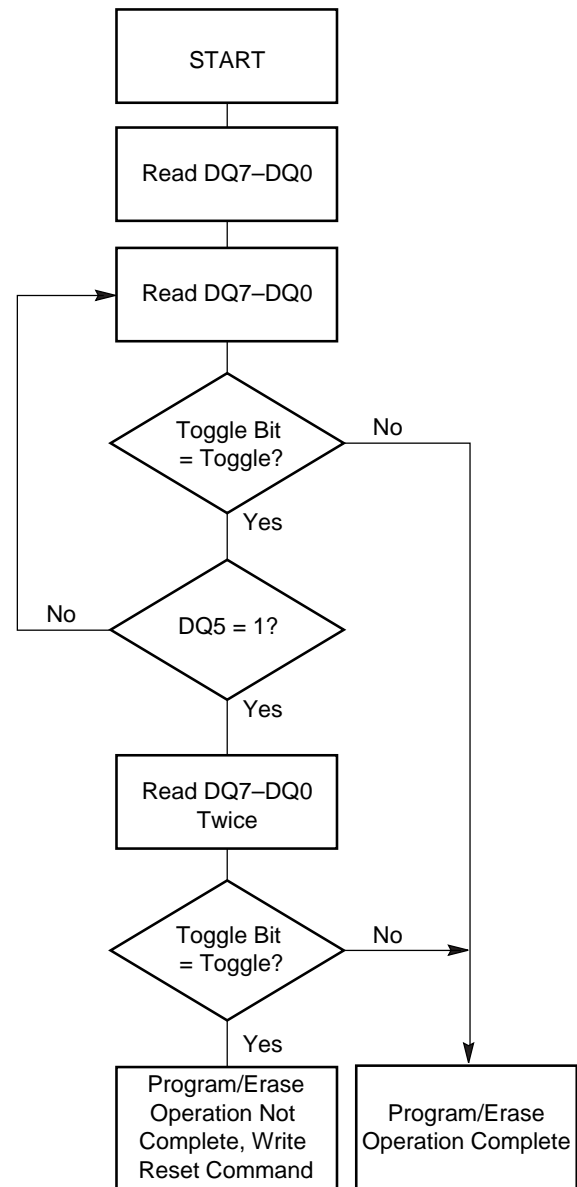 START
Read DQ7–DQ0
Read DQ7–DQ0
Toggle Bit
= Toggle?
No
Yes
No
DQ5 = 1?
Yes
Read DQ7–DQ0
Twice
Toggle Bit
= Toggle?
No
Yes
Program/Erase
Operation Not
Complete, Write
Reset Command
Program/Erase
Operation Complete